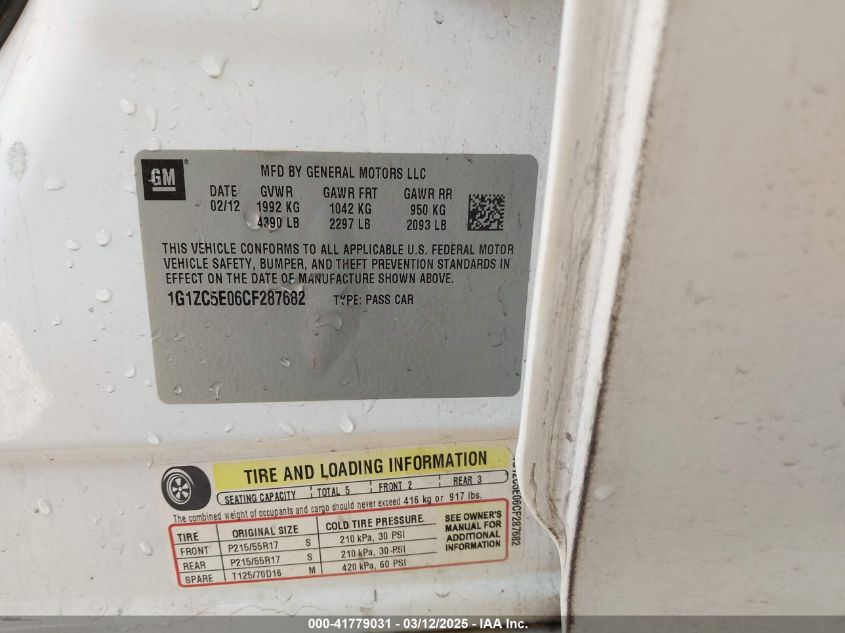 GM
MFD BY GENERAL MOTORS LLC
DATE GVWR GAWR FRT GAWR RR
02/12 1992 KG 1042 KG 950 KG
4390 LB 2297 LB 2093 LB
THIS VEHICLE CONFORMS TO ALL APPLICABLE U.S. FEDERAL MOTOR
VEHICLE SAFETY, BUMPER, AND THEFT PREVENTION STANDARDS IN
EFFECT ON THE DATE OF MANUFACTURE SHOWN ABOVE.
1G1ZC5E06CF287682 TYPE: PASS CAR
TIRE AND LOADING INFORMATION
SEATING CAPACITY TOTAL 5 FRONT 2 REAR 3
The combined weight of occupants and cargo should never exceed 416 kg or 917 lbs.
TIRE ORIGINAL SIZE COLD TIRE PRESSURE
FRONT P215/55R17 S 210 kPa, 30 PSI
REAR P215/55R17 S 210 kPa, 30 PSI
SPARE T125/70D16 M 420 kPa, 60 PSI
SEE OWNER'S
MANUAL FOR
ADDITIONAL
INFORMATION
1G1ZC5E06CF287682
000-41779031 - 03/12/2025 - IAA Inc.